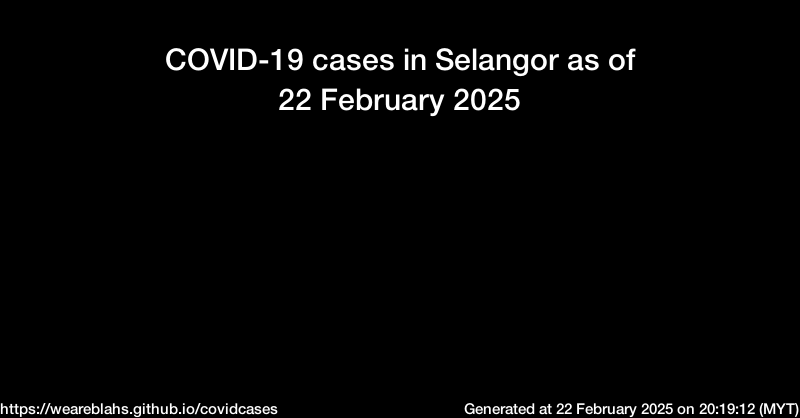 COVID-19 cases in Selangor as of
22 February 2025
https://weareblahs.github.io/covidcases
Generated at 22 February 2025 on 20:19:12 (MYT)